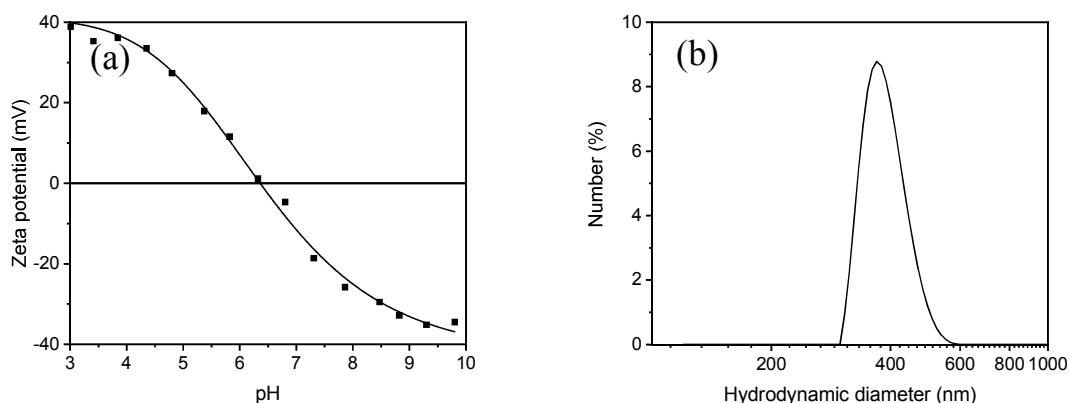 (a)
Zeta potential (mV)
40
20
0
-20
-40
3 4 5 6 7 8 9 10
pH
(b)
Number (%)
10
8
6
4
2
0
200 400 600 800 1000
Hydrodynamic diameter (nm)